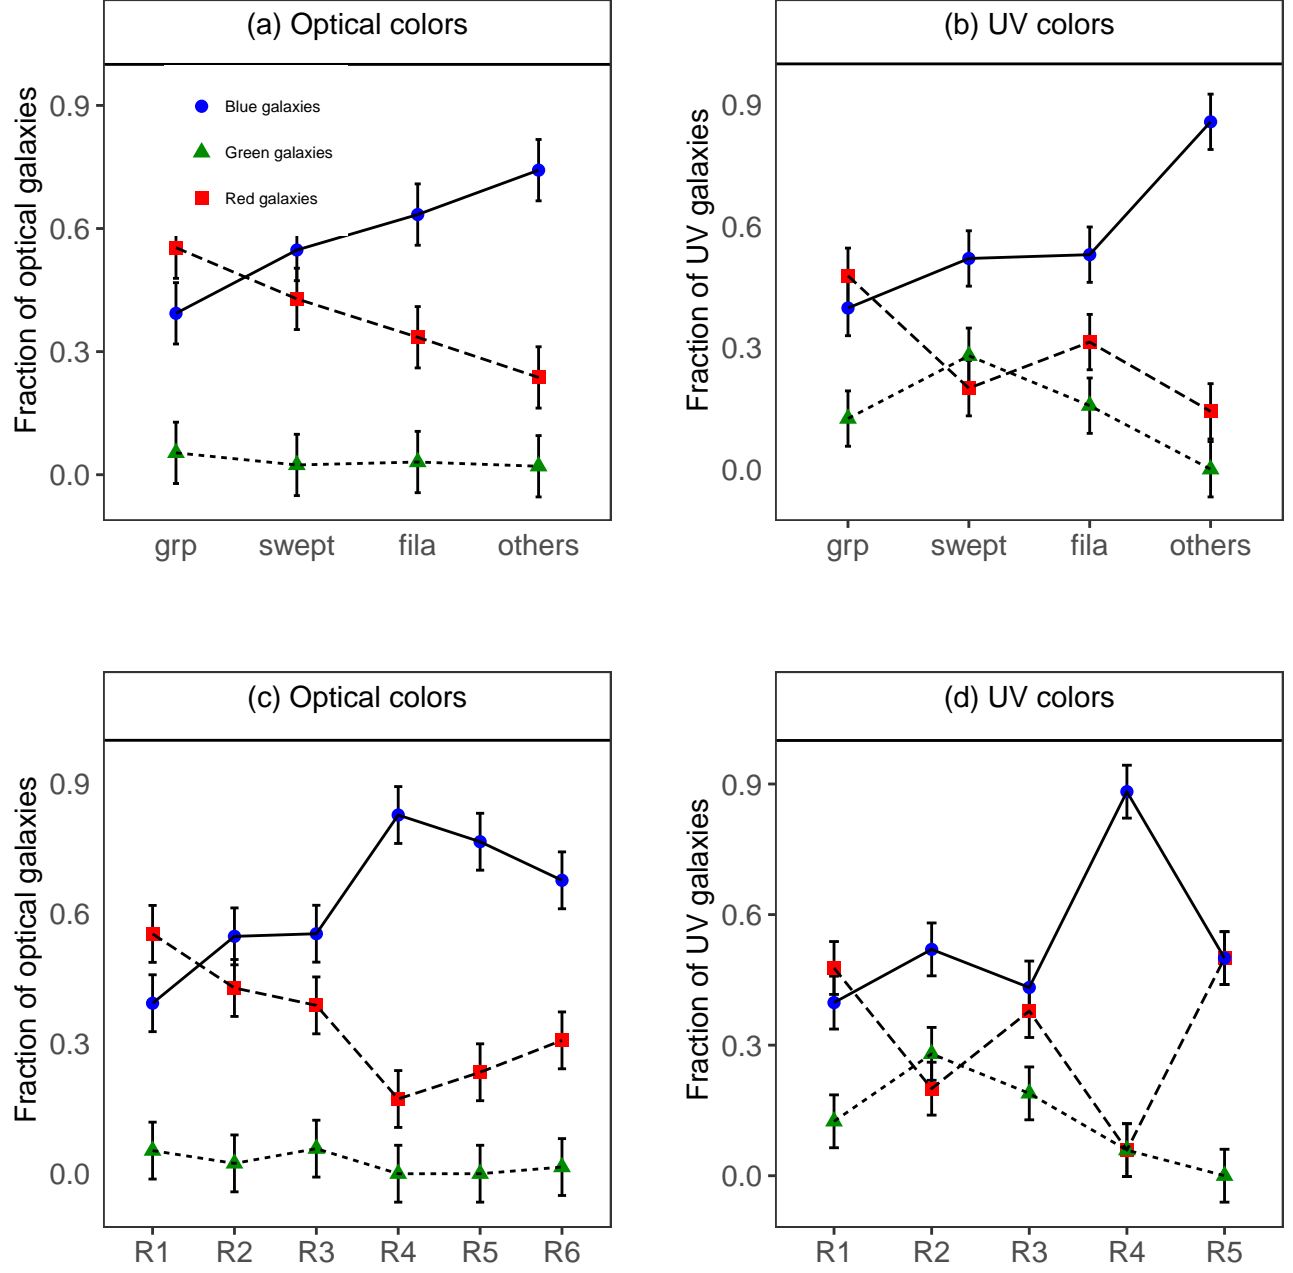 (a) Optical colors
Fraction of optical galaxies
0.9
0.6
0.3
0.0
Blue galaxies
Green galaxies
Red galaxies
grp swept fila others
(b) UV colors
Fraction of UV galaxies
0.9
0.6
0.3
0.0
grp swept fila others
(c) Optical colors
Fraction of optical galaxies
0.9
0.6
0.3
0.0
R1 R2 R3 R4 R5 R6
(d) UV colors
Fraction of UV galaxies
0.9
0.6
0.3
0.0
R1 R2 R3 R4 R5